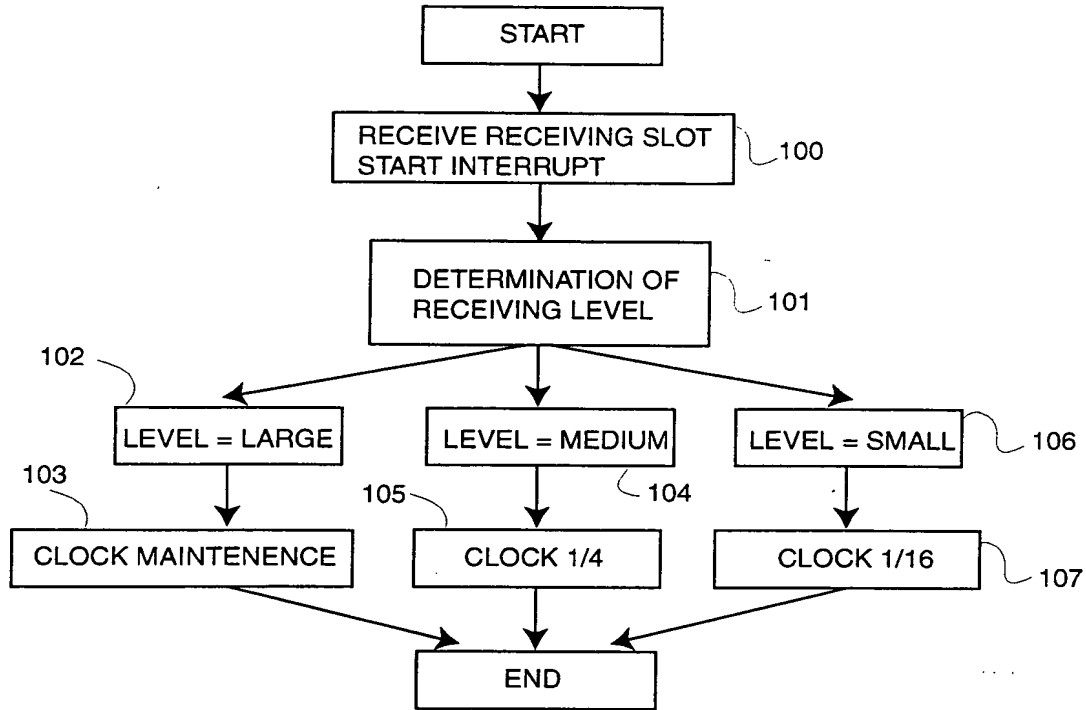 START
RECEIVE RECEIVING SLOT
START INTERRUPT
100
DETERMINATION OF
RECEIVING LEVEL
101
102
LEVEL = LARGE
LEVEL = MEDIUM
104
LEVEL = SMALL
106
103
CLOCK MAINTENENCE
105
CLOCK 1/4
CLOCK 1/16
107
END